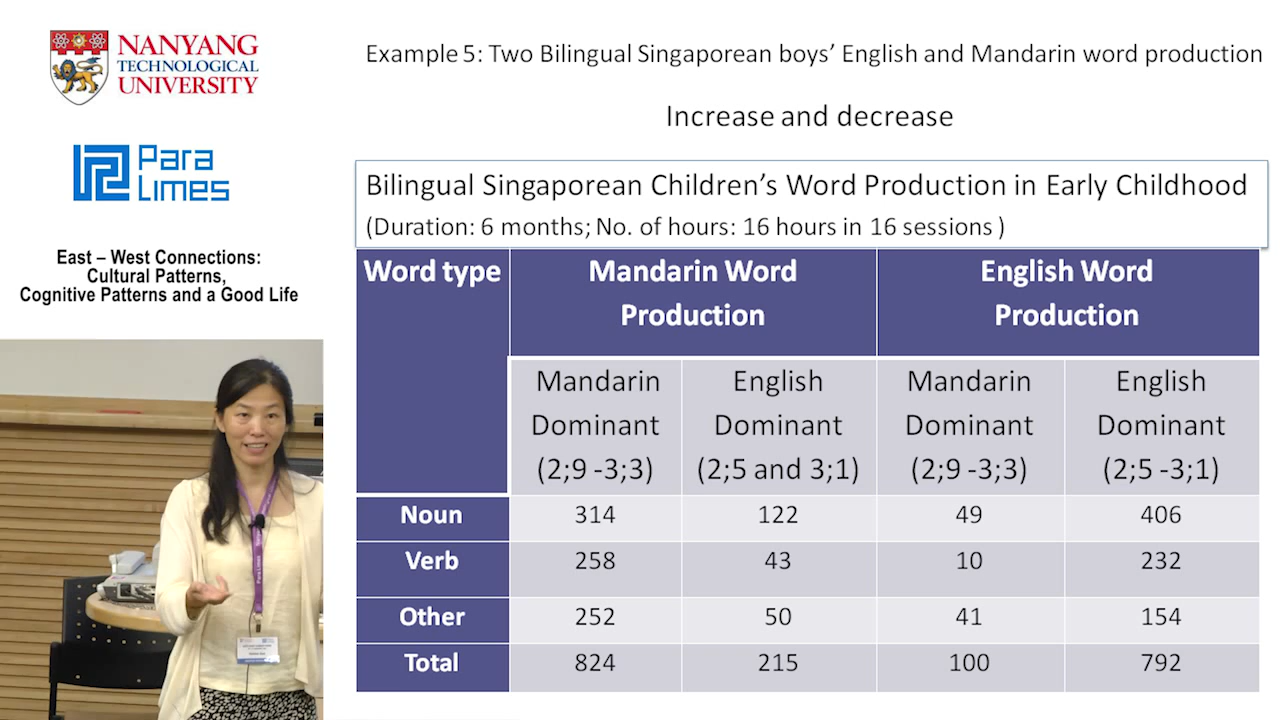 NANYANG
TECHNOLOGICAL
UNIVERSITY
Para
Limes
East – West Connections:
Cultural Patterns,
Cognitive Patterns and a Good Life
Example 5: Two Bilingual Singaporean boys’ English and Mandarin word production
Increase and decrease
Bilingual Singaporean Children’s Word Production in Early Childhood
(Duration: 6 months; No. of hours: 16 hours in 16 sessions )
Word type Mandarin Word Production English Word Production
Mandarin Dominant (2;9 -3;3) English Dominant (2;5 and 3;1) Mandarin Dominant (2;9 -3;3) English Dominant (2;5 -3;1)
Noun 314 122 49 406
Verb 258 43 10 232
Other 252 50 41 154
Total 824 215 100 792